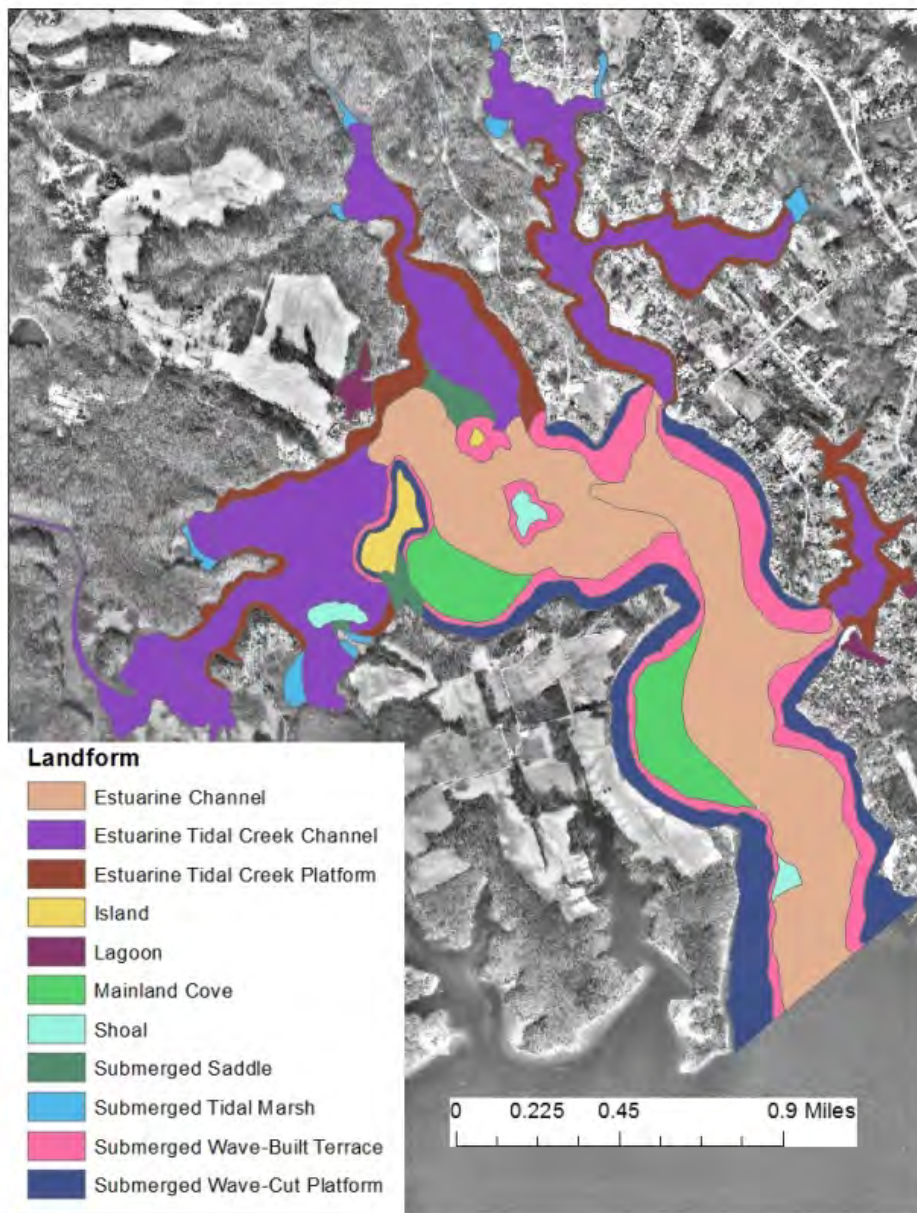 Landform
Estuarine Channel
Estuarine Tidal Creek Channel
Estuarine Tidal Creek Platform
Island
Lagoon
Mainland Cove
Shoal
Submerged Saddle
Submerged Tidal Marsh
Submerged Wave-Built Terrace
Submerged Wave-Cut Platform
0 0.225 0.45 0.9 Miles